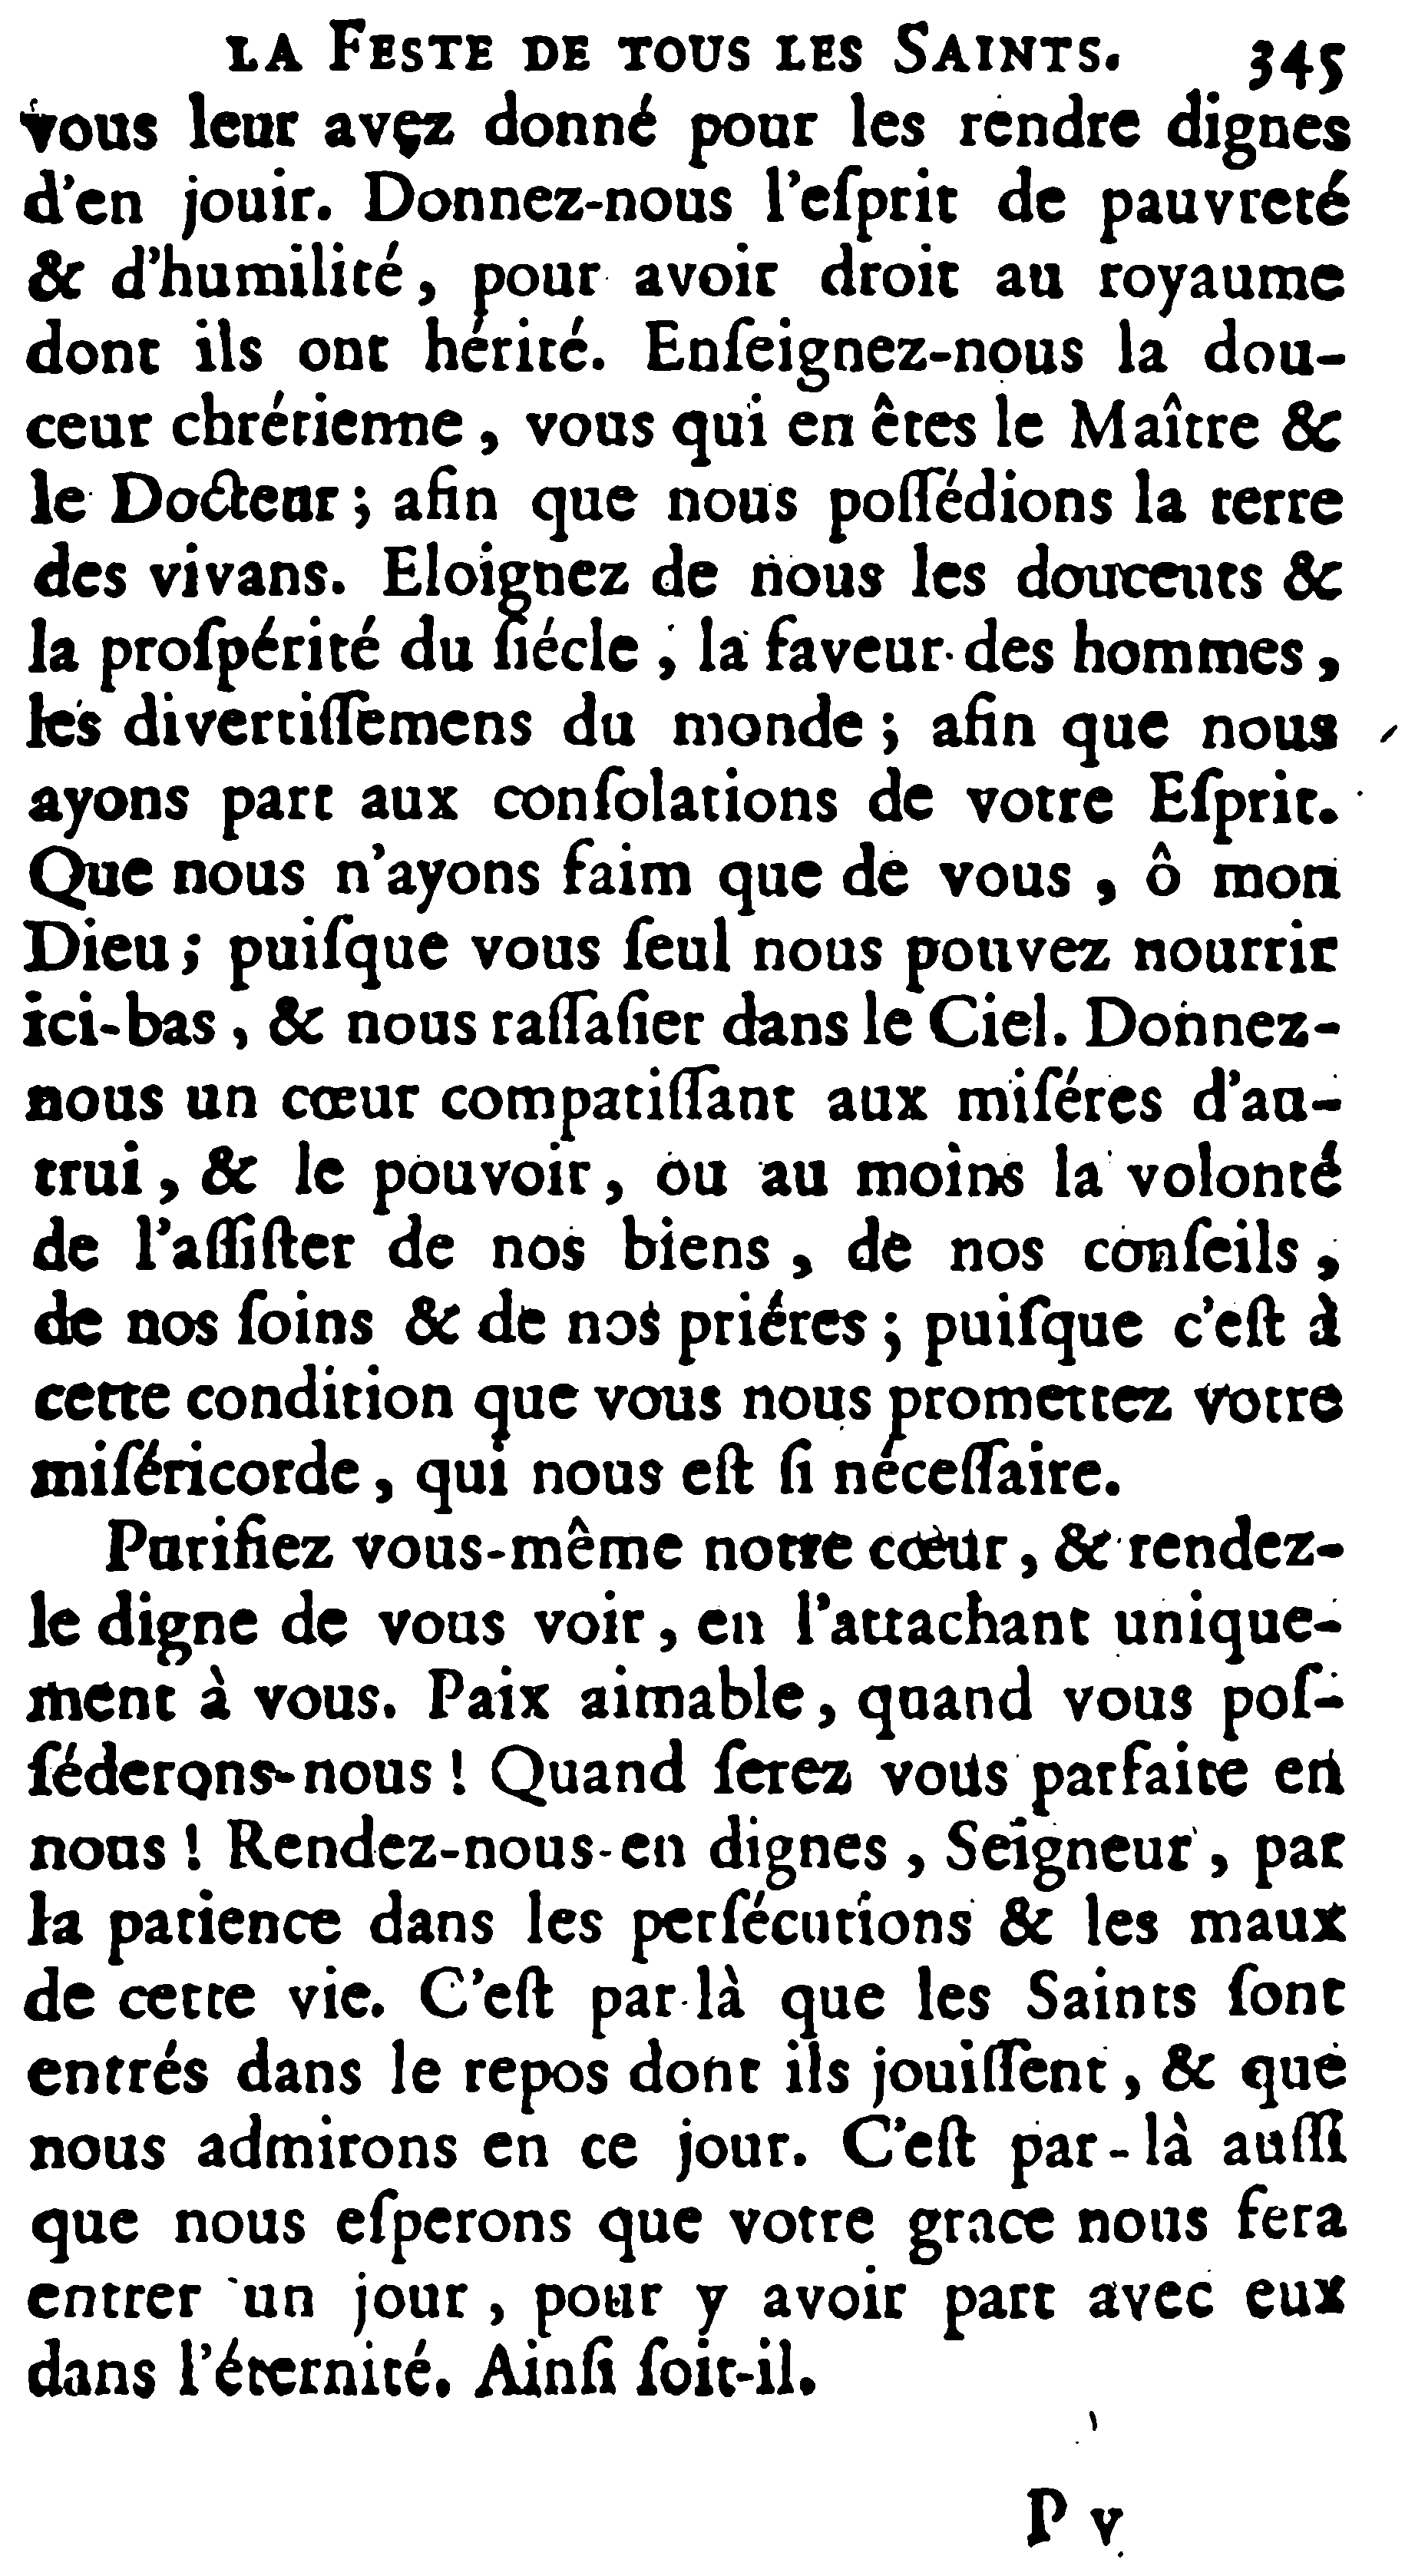 LA FESTE DE TOUS LES SAINTS. 345
vous leur avez donné pour les rendre dignes
d'en jouir. Donnez-nous l'eſprit de pauvreté
& d'humilité, pour avoir droit au royaume
dont ils ont hérité. Enſeignez-nous la dou-
ceur chrétienne, vous qui en êtes le Maître &
le Docteur; afin que nous poſſédions la terre
des vivans. Eloignez de nous les douceurs &
la proſpérité du ſiécle, la faveur des hommes,
les divertiſſemens du monde; afin que nous
ayons part aux conſolations de votre Eſprit.
Que nous n'ayons faim que de vous, ô mon
Dieu; puiſque vous ſeul nous pouvez nourrir
ici-bas, & nous raſſaſier dans le Ciel. Donnez-
nous un cœur compatiſſant aux miſéres d'au-
trui, & le pouvoir, ou au moins la volonté
de l'aſſiſter de nos biens, de nos conſeils,
de nos ſoins & de nos priéres; puiſque c'eſt à
cette condition que vous nous promettez votre
miſéricorde, qui nous eſt ſi néceſſaire.
Purifiez vous-même notre cœur, & rendez-
le digne de vous voir, en l'attachant unique-
ment à vous. Paix aimable, quand vous poſ-
ſéderons-nous! Quand ſerez vous parfaite en
nous! Rendez-nous-en dignes, Seigneur, par
la patience dans les perſécutions & les maux
de cette vie. C'eſt par là que les Saints ſont
entrés dans le repos dont ils jouiſſent, & que
nous admirons en ce jour. C'eſt par-là auſſi
que nous eſperons que votre grace nous fera
entrer un jour, pour y avoir part avec eux
dans l'éternité. Ainſi ſoit-il.
P v